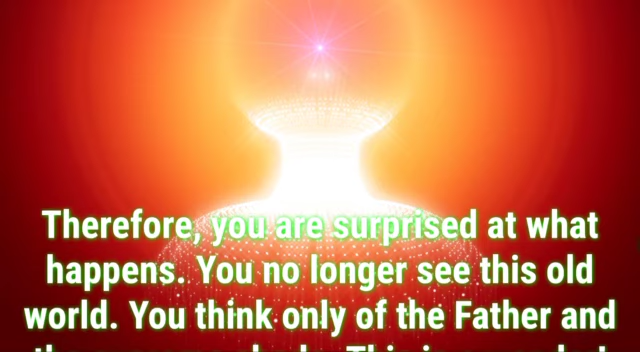 Therefore, you are surprised at what
happens. You no longer see this old
world. You think only of the Father and